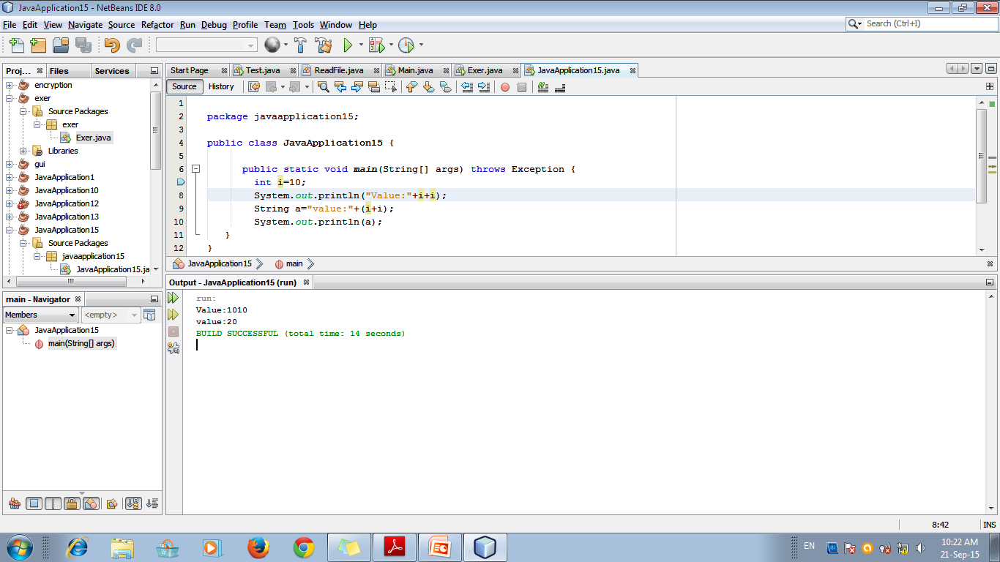 JavaApplication15 - NetBeans IDE 8.0
File Edit View Navigate Source Refactor Run Debug Profile Team Tools Window Help
Search (Ctrl+I)
Proj... Files Services
encryption
exer
Source Packages
exer
Exer.java
Libraries
gui
JavaApplication1
JavaApplication10
JavaApplication12
JavaApplication13
JavaApplication15
Source Packages
javaapplication15
JavaApplication15.ja
main - Navigator
Members <empty>
JavaApplication15
main(String[] args)
Start Page Test.java ReadFile.java Main.java Exer.java JavaApplication15.java
Source History
1
2 package javaapplication15;
3
4 public class JavaApplication15 {
5
6 public static void main(String[] args) throws Exception {
int i=10;
8 System.out.println("Value:"+i+i);
9 String a="value:"+(i+i);
10 System.out.println(a);
11 }
12 }
JavaApplication15 main
Output - JavaApplication15 (run)
run:
Value:1010
value:20
BUILD SUCCESSFUL (total time: 14 seconds)
8:42 INS
EN
10:22 AM
21-Sep-15